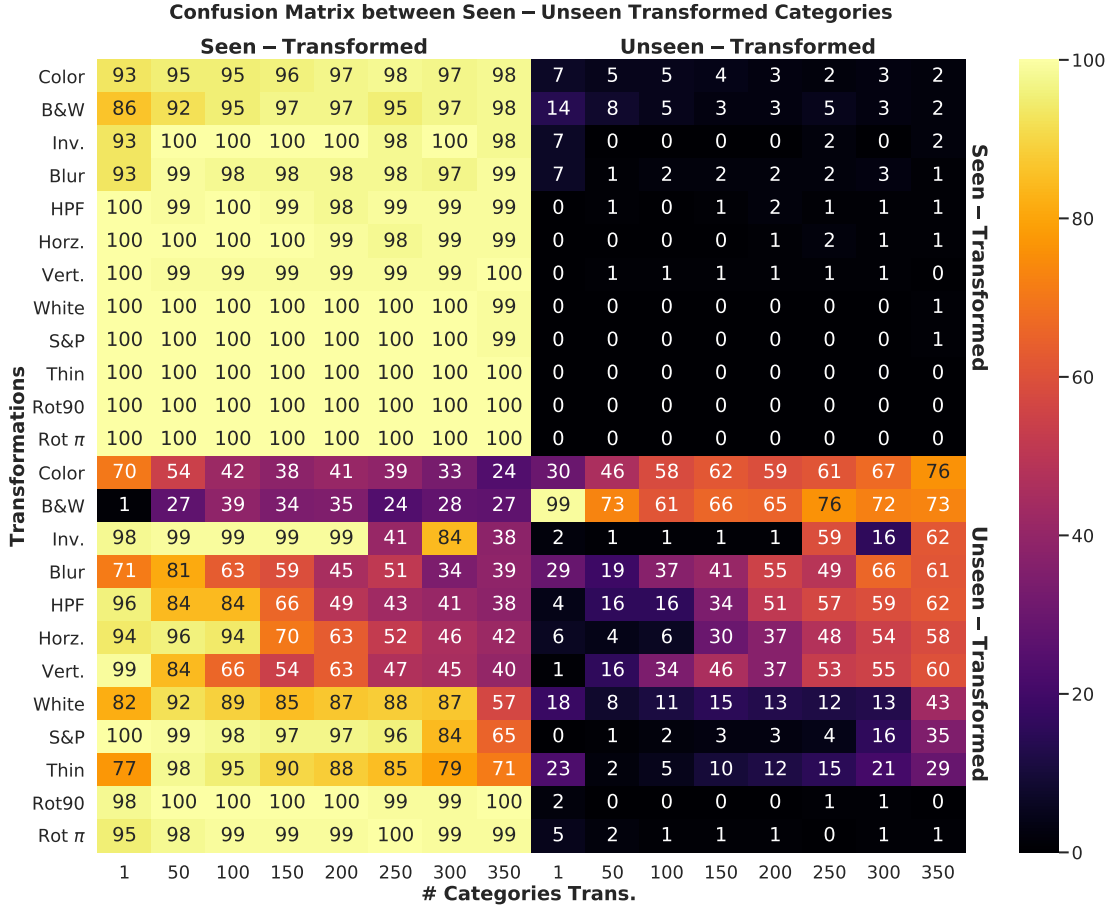 Confusion Matrix between Seen – Unseen Transformed Categories
Seen – Transformed Unseen – Transformed
Color 93 95 95 96 97 98 97 98 7 5 5 4 3 2 3 2
B&W 86 92 95 97 97 95 97 98 14 8 5 3 3 5 3 2
Inv. 93 100 100 100 100 98 100 98 7 0 0 0 0 2 0 2
Blur 93 99 98 98 98 98 97 99 7 1 2 2 2 2 3 1
HPF 100 99 100 99 98 99 99 99 0 1 0 1 2 1 1 1
Horz. 100 100 100 100 99 98 99 99 0 0 0 0 1 2 1 1
Vert. 100 99 99 99 99 99 99 100 0 1 1 1 1 1 1 0
White 100 100 100 100 100 100 100 99 0 0 0 0 0 0 0 1
S&P 100 100 100 100 100 100 100 99 0 0 0 0 0 0 0 1
Thin 100 100 100 100 100 100 100 100 0 0 0 0 0 0 0 0
Rot90 100 100 100 100 100 100 100 100 0 0 0 0 0 0 0 0
Rot π 100 100 100 100 100 100 100 100 0 0 0 0 0 0 0 0
Color 70 54 42 38 41 39 33 24 30 46 58 62 59 61 67 76
B&W 1 27 39 34 35 24 28 27 99 73 61 66 65 76 72 73
Inv. 98 99 99 99 99 41 84 38 2 1 1 1 1 59 16 62
Blur 71 81 63 59 45 51 34 39 29 19 37 41 55 49 66 61
HPF 96 84 84 66 49 43 41 38 4 16 16 34 51 57 59 62
Horz. 94 96 94 70 63 52 46 42 6 4 6 30 37 48 54 58
Vert. 99 84 66 54 63 47 45 40 1 16 34 46 37 53 55 60
White 82 92 89 85 87 88 87 57 18 8 11 15 13 12 13 43
S&P 100 99 98 97 97 96 84 65 0 1 2 3 3 4 16 35
Thin 77 98 95 90 88 85 79 71 23 2 5 10 12 15 21 29
Rot90 98 100 100 100 100 99 99 100 2 0 0 0 0 1 1 0
Rot π 95 98 99 99 99 100 99 99 5 2 1 1 1 0 1 1
1 50 100 150 200 250 300 350 1 50 100 150 200 250 300 350
# Categories Trans.
Transformations
Seen – Transformed
Unseen – Transformed
100
80
60
40
20
0